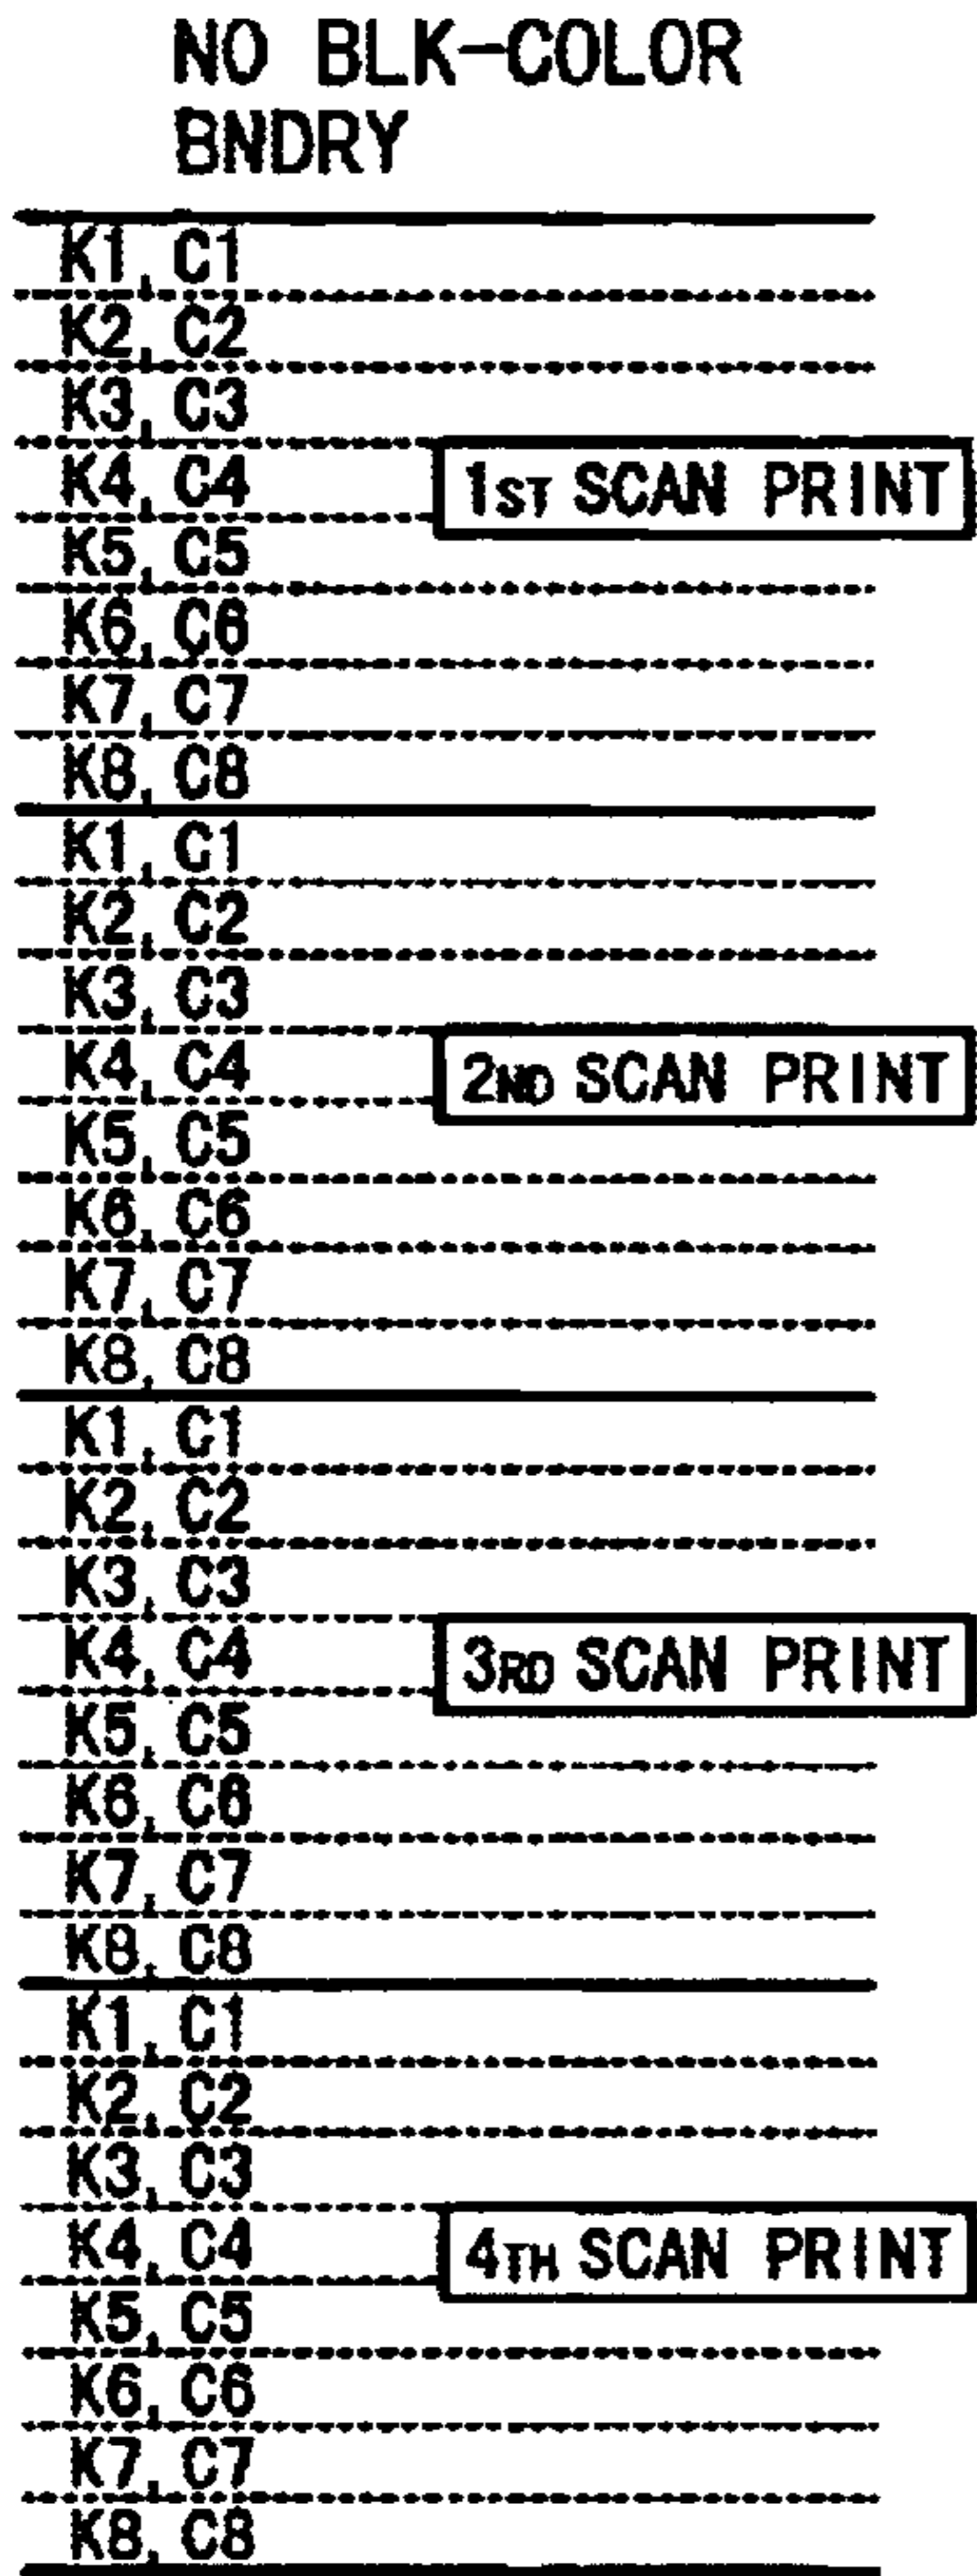 NO BLK-COLOR
BNDRY
K1, C1
K2, C2
K3, C3
K4, C4
1ST SCAN PRINT
K5, C5
K6, C6
K7, C7
K8, C8
K1, C1
K2, C2
K3, C3
K4, C4
2ND SCAN PRINT
K5, C5
K6, C6
K7, C7
K8, C8
K1, C1
K2, C2
K3, C3
K4, C4
3RD SCAN PRINT
K5, C5
K6, C6
K7, C7
K8, C8
K1, C1
K2, C2
K3, C3
K4, C4
4TH SCAN PRINT
K5, C5
K6, C6
K7, C7
K8, C8